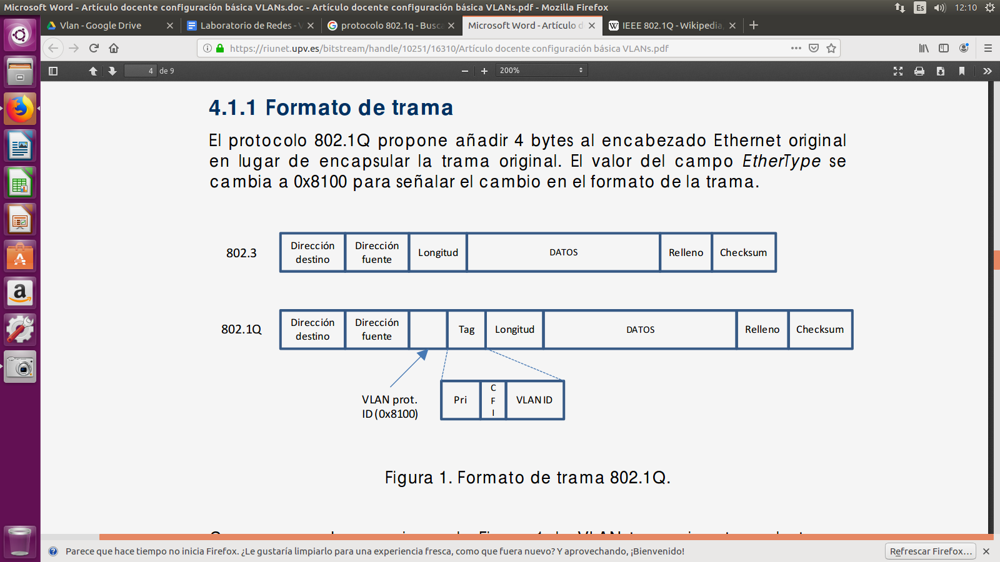 Microsoft Word - Artículo docente configuración básica VLANs.doc - Artículo docente configuración básica VLANs.pdf - Mozilla Firefox
Es
12:10
Vlan - Google Drive
Laboratorio de Redes - V
protocolo 802.1q - Busca
Microsoft Word - Artículo d
IEEE 802.1Q - Wikipedia,
https://riunet.upv.es/bitstream/handle/10251/16310/Artículo docente configuración básica VLANs.pdf
4 de 9
200%
4.1.1 Formato de trama
El protocolo 802.1Q propone añadir 4 bytes al encabezado Ethernet original
en lugar de encapsular la trama original. El valor del campo EtherType se
cambia a 0x8100 para señalar el cambio en el formato de la trama.
802.3
Dirección
destino
Dirección
fuente
Longitud
DATOS
Relleno
Checksum
802.1Q
Dirección
destino
Dirección
fuente
Tag
Longitud
DATOS
Relleno
Checksum
VLAN prot.
ID (0x8100)
Pri
C
F
I
VLAN ID
Figura 1. Formato de trama 802.1Q.
Parece que hace tiempo no inicia Firefox. ¿Le gustaría limpiarlo para una experiencia fresca, como que fuera nuevo? Y aprovechando, ¡Bienvenido!
Refrescar Firefox...